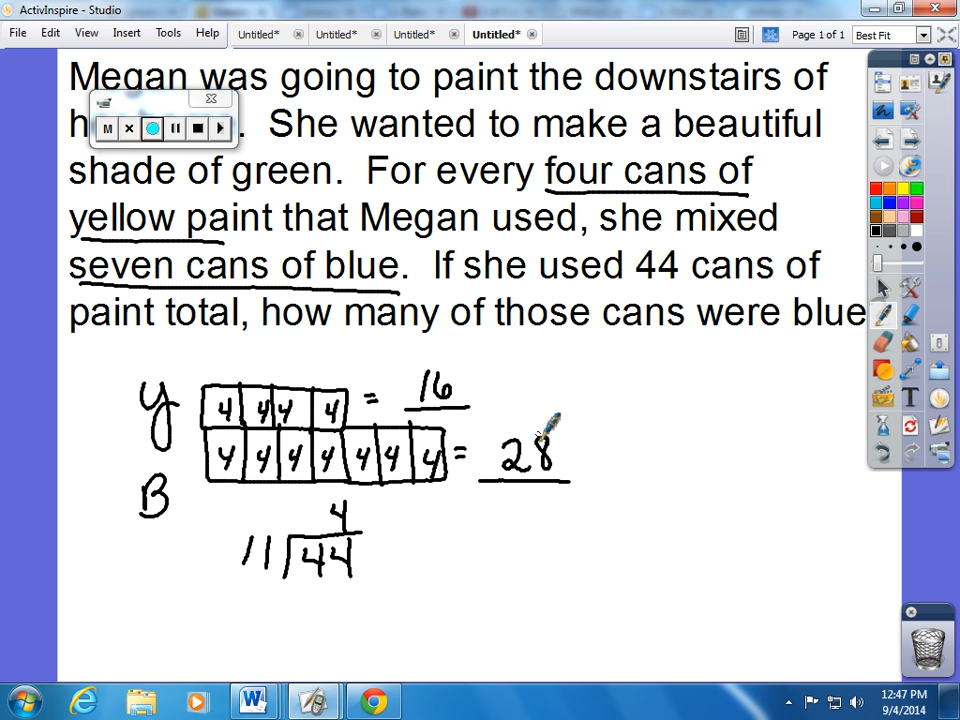 ActivInspire - Studio
File Edit View Insert Tools Help Untitled* Untitled* Untitled* Untitled* Page 1 of 1 Best Fit
Megan was going to paint the downstairs of
M
She wanted to make a beautiful
shade of green. For every four cans of
yellow paint that Megan used, she mixed
seven cans of blue. If she used 44 cans of
paint total, how many of those cans were blue
Y 4 4 4 4 = 16
4 4 4 4 4 4 4 = 28
B
4
11 44
12:47 PM
9/4/2014